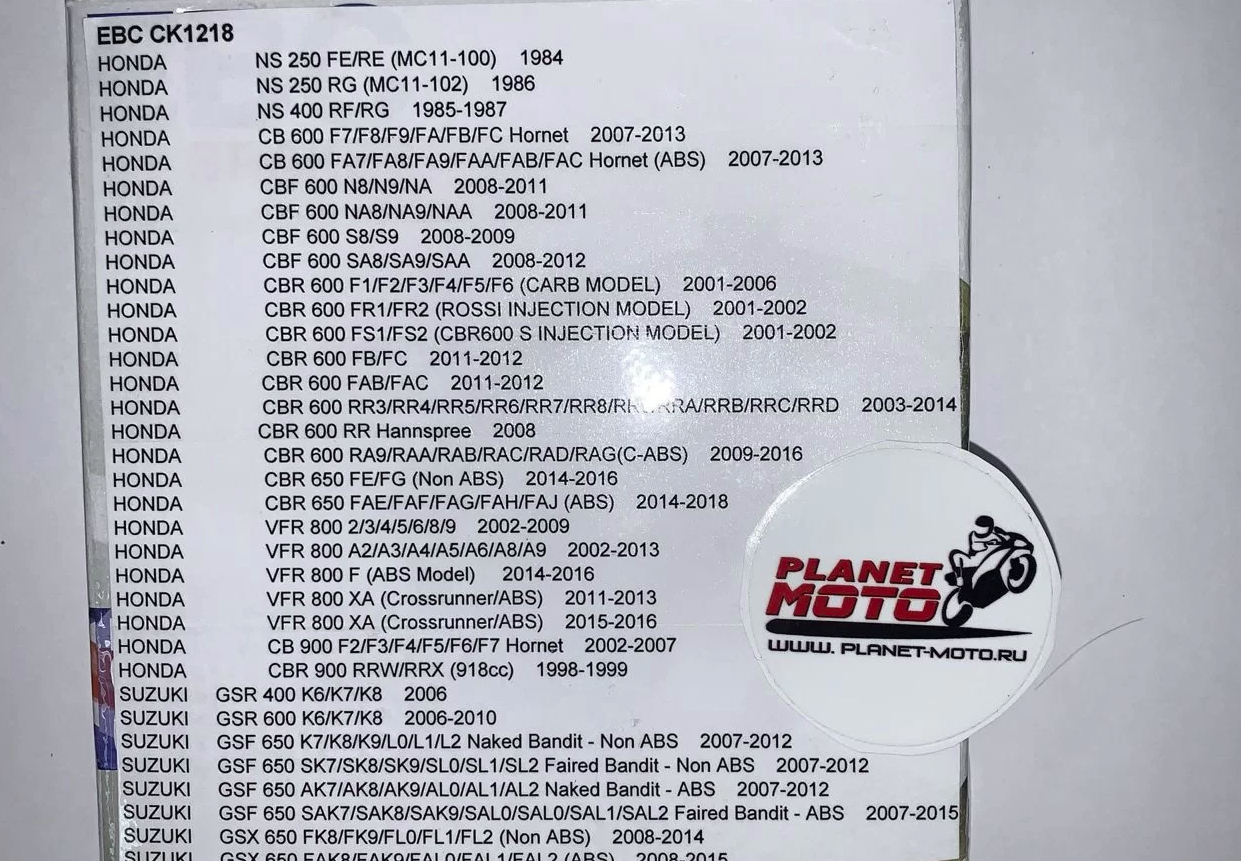 EBC CK1218
HONDA NS 250 FE/RE (MC11-100) 1984
HONDA NS 250 RG (MC11-102) 1986
HONDA NS 400 RF/RG 1985-1987
HONDA CB 600 F7/F8/F9/FA/FB/FC Hornet 2007-2013
HONDA CB 600 FA7/FA8/FA9/FAA/FAB/FAC Hornet (ABS) 2007-2013
HONDA CBF 600 N8/N9/NA 2008-2011
HONDA CBF 600 NA8/NA9/NAA 2008-2011
HONDA CBF 600 S8/S9 2008-2009
HONDA CBF 600 SA8/SA9/SAA 2008-2012
HONDA CBR 600 F1/F2/F3/F4/F5/F6 (CARB MODEL) 2001-2006
HONDA CBR 600 FR1/FR2 (ROSSI INJECTION MODEL) 2001-2002
HONDA CBR 600 FS1/FS2 (CBR600 S INJECTION MODEL) 2001-2002
HONDA CBR 600 FB/FC 2011-2012
HONDA CBR 600 FAB/FAC 2011-2012
HONDA CBR 600 RR3/RR4/RR5/RR6/RR7/RR8/ RRA/RRB/RRC/RRD 2003-2014
HONDA CBR 600 RR Hannspree 2008
HONDA CBR 600 RA9/RAA/RAB/RAC/RAD/RAG(C-ABS) 2009-2016
HONDA CBR 650 FE/FG (Non ABS) 2014-2016
HONDA CBR 650 FAE/FAF/FAG/FAH/FAJ (ABS) 2014-2018
HONDA VFR 800 2/3/4/5/6/8/9 2002-2009
HONDA VFR 800 A2/A3/A4/A5/A6/A8/A9 2002-2013
HONDA VFR 800 F (ABS Model) 2014-2016
HONDA VFR 800 XA (Crossrunner/ABS) 2011-2013
HONDA VFR 800 XA (Crossrunner/ABS) 2015-2016
HONDA CB 900 F2/F3/F4/F5/F6/F7 Hornet 2002-2007
HONDA CBR 900 RRW/RRX (918cc) 1998-1999
SUZUKI GSR 400 K6/K7/K8 2006
SUZUKI GSR 600 K6/K7/K8 2006-2010
SUZUKI GSF 650 K7/K8/K9/L0/L1/L2 Naked Bandit - Non ABS 2007-2012
SUZUKI GSF 650 SK7/SK8/SK9/SL0/SL1/SL2 Faired Bandit - Non ABS 2007-2012
SUZUKI GSF 650 AK7/AK8/AK9/AL0/AL1/AL2 Naked Bandit - ABS 2007-2012
SUZUKI GSF 650 SAK7/SAK8/SAK9/SAL0/SAL0/SAL1/SAL2 Faired Bandit - ABS 2007-2015
SUZUKI GSX 650 FK8/FK9/FL0/FL1/FL2 (Non ABS) 2008-2014
SUZUKI GSX 650 FAK8/FAK9/FAL0/FAL1/FAL2 (ABS) 2008-2015
PLANET
MOTO
WWW. PLANET-MOTO.RU